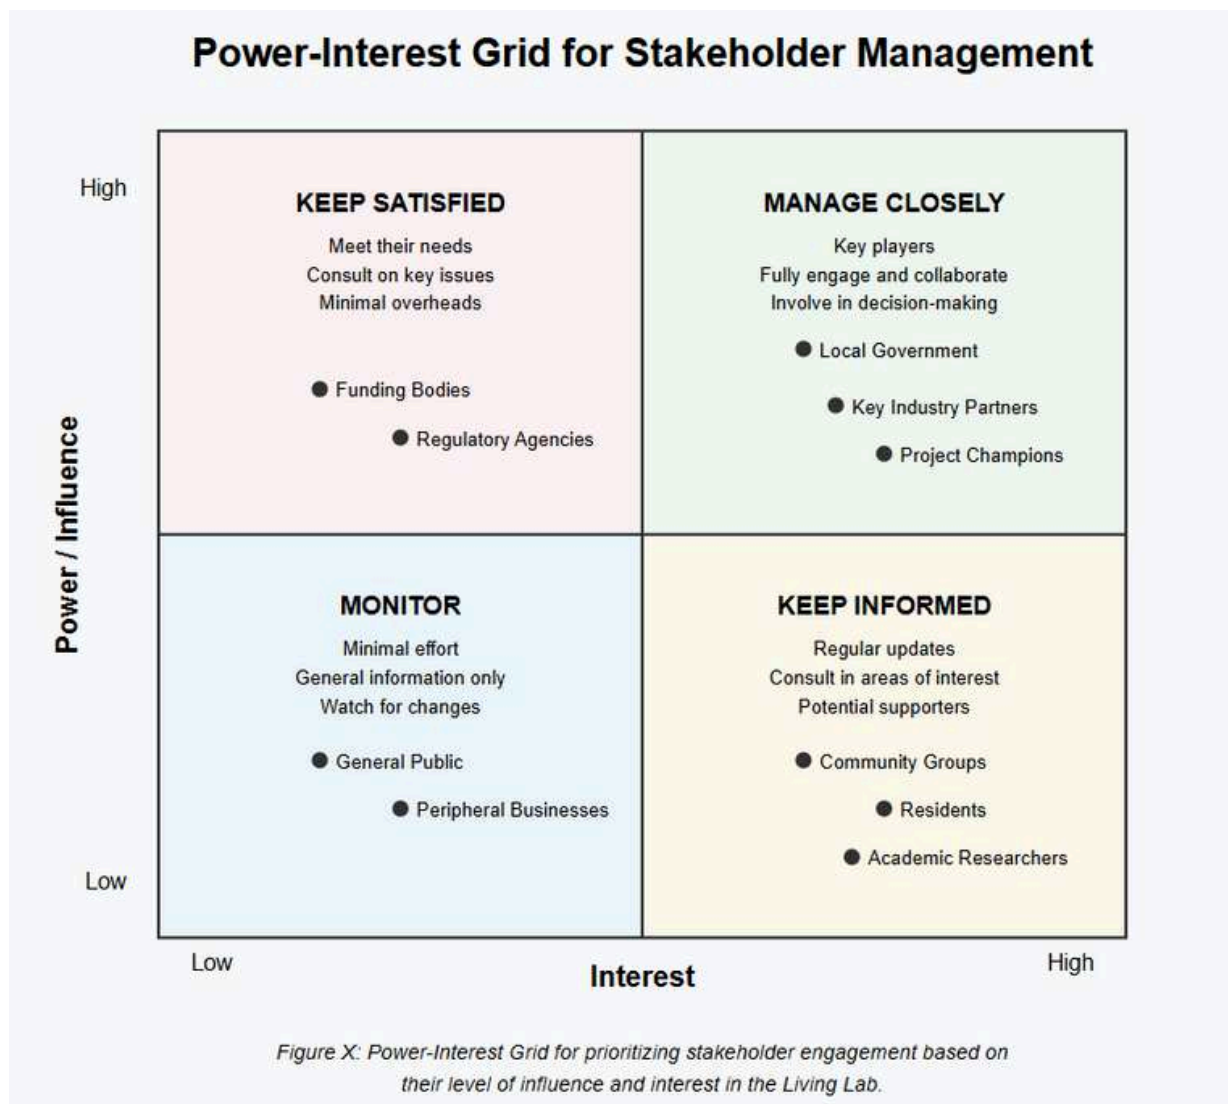 Power-Interest Grid for Stakeholder Management
High
KEEP SATISFIED
Meet their needs
Consult on key issues
Minimal overheads
Funding Bodies
Regulatory Agencies
MANAGE CLOSELY
Key players
Fully engage and collaborate
Involve in decision-making
Local Government
Key Industry Partners
Project Champions
Power / Influence
MONITOR
Minimal effort
General information only
Watch for changes
General Public
Peripheral Businesses
KEEP INFORMED
Regular updates
Consult in areas of interest
Potential supporters
Community Groups
Residents
Academic Researchers
Low
Low
Interest
High
Figure X: Power-Interest Grid for prioritizing stakeholder engagement based on
their level of influence and interest in the Living Lab.